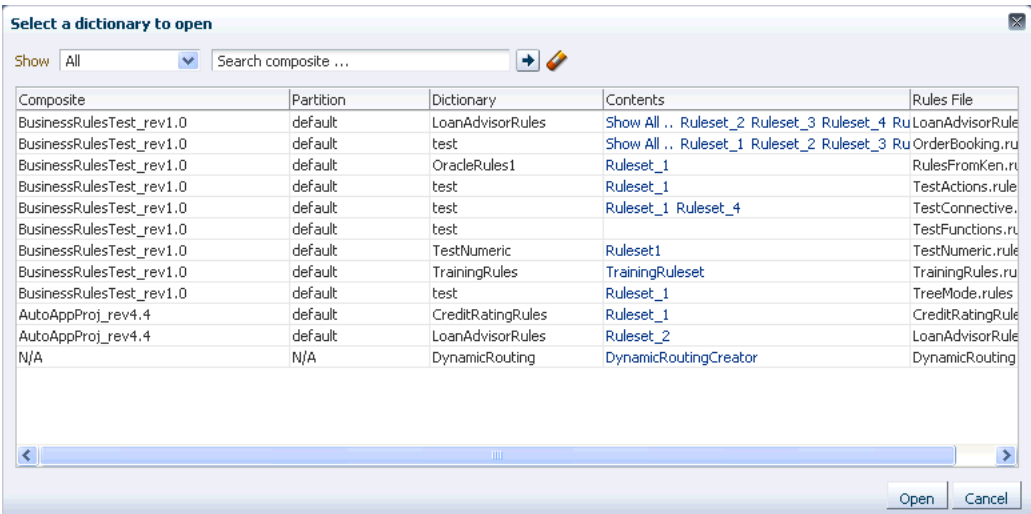 Select a dictionary to open
Show All Search composite ...
Composite Partition Dictionary Contents Rules File
BusinessRulesTest_rev1.0 default LoanAdvisorRules Show All .. Ruleset_2 Ruleset_3 Ruleset_4 Ru LoanAdvisorRule
BusinessRulesTest_rev1.0 default test Show All .. Ruleset_1 Ruleset_2 Ruleset_3 Ru OrderBooking.ru
BusinessRulesTest_rev1.0 default OracleRules1 Ruleset_1 RulesFromKen.ru
BusinessRulesTest_rev1.0 default test Ruleset_1 TestActions.rule
BusinessRulesTest_rev1.0 default test Ruleset_1 Ruleset_4 TestConnective.
BusinessRulesTest_rev1.0 default test TestFunctions.ru
BusinessRulesTest_rev1.0 default TestNumeric Ruleset1 TestNumeric.rule
BusinessRulesTest_rev1.0 default TrainingRules TrainingRuleset TrainingRules.ru
BusinessRulesTest_rev1.0 default test Ruleset_1 TreeMode.rules
AutoAppProj_rev4.4 default CreditRatingRules Ruleset_1 CreditRatingRule
AutoAppProj_rev4.4 default LoanAdvisorRules Ruleset_2 LoanAdvisorRule
N/A N/A DynamicRouting DynamicRoutingCreator DynamicRouting
Open Cancel